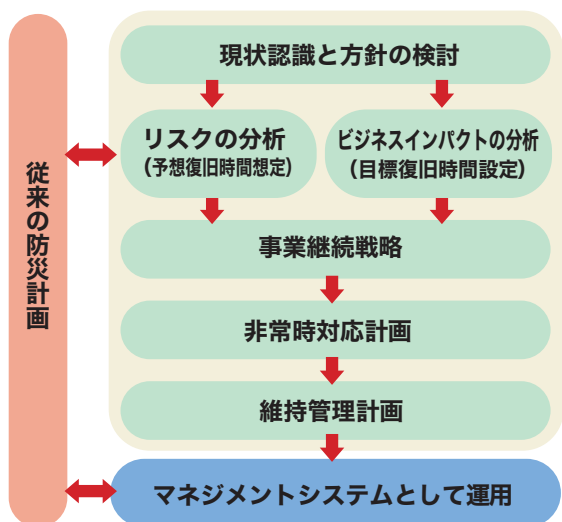 従来の防災計画
現状認識と方針の検討
リスクの分析
(予想復旧時間想定)
ビジネスインパクトの分析
(目標復旧時間設定)
事業継続戦略
非常時対応計画
維持管理計画
マネジメントシステムとして運用